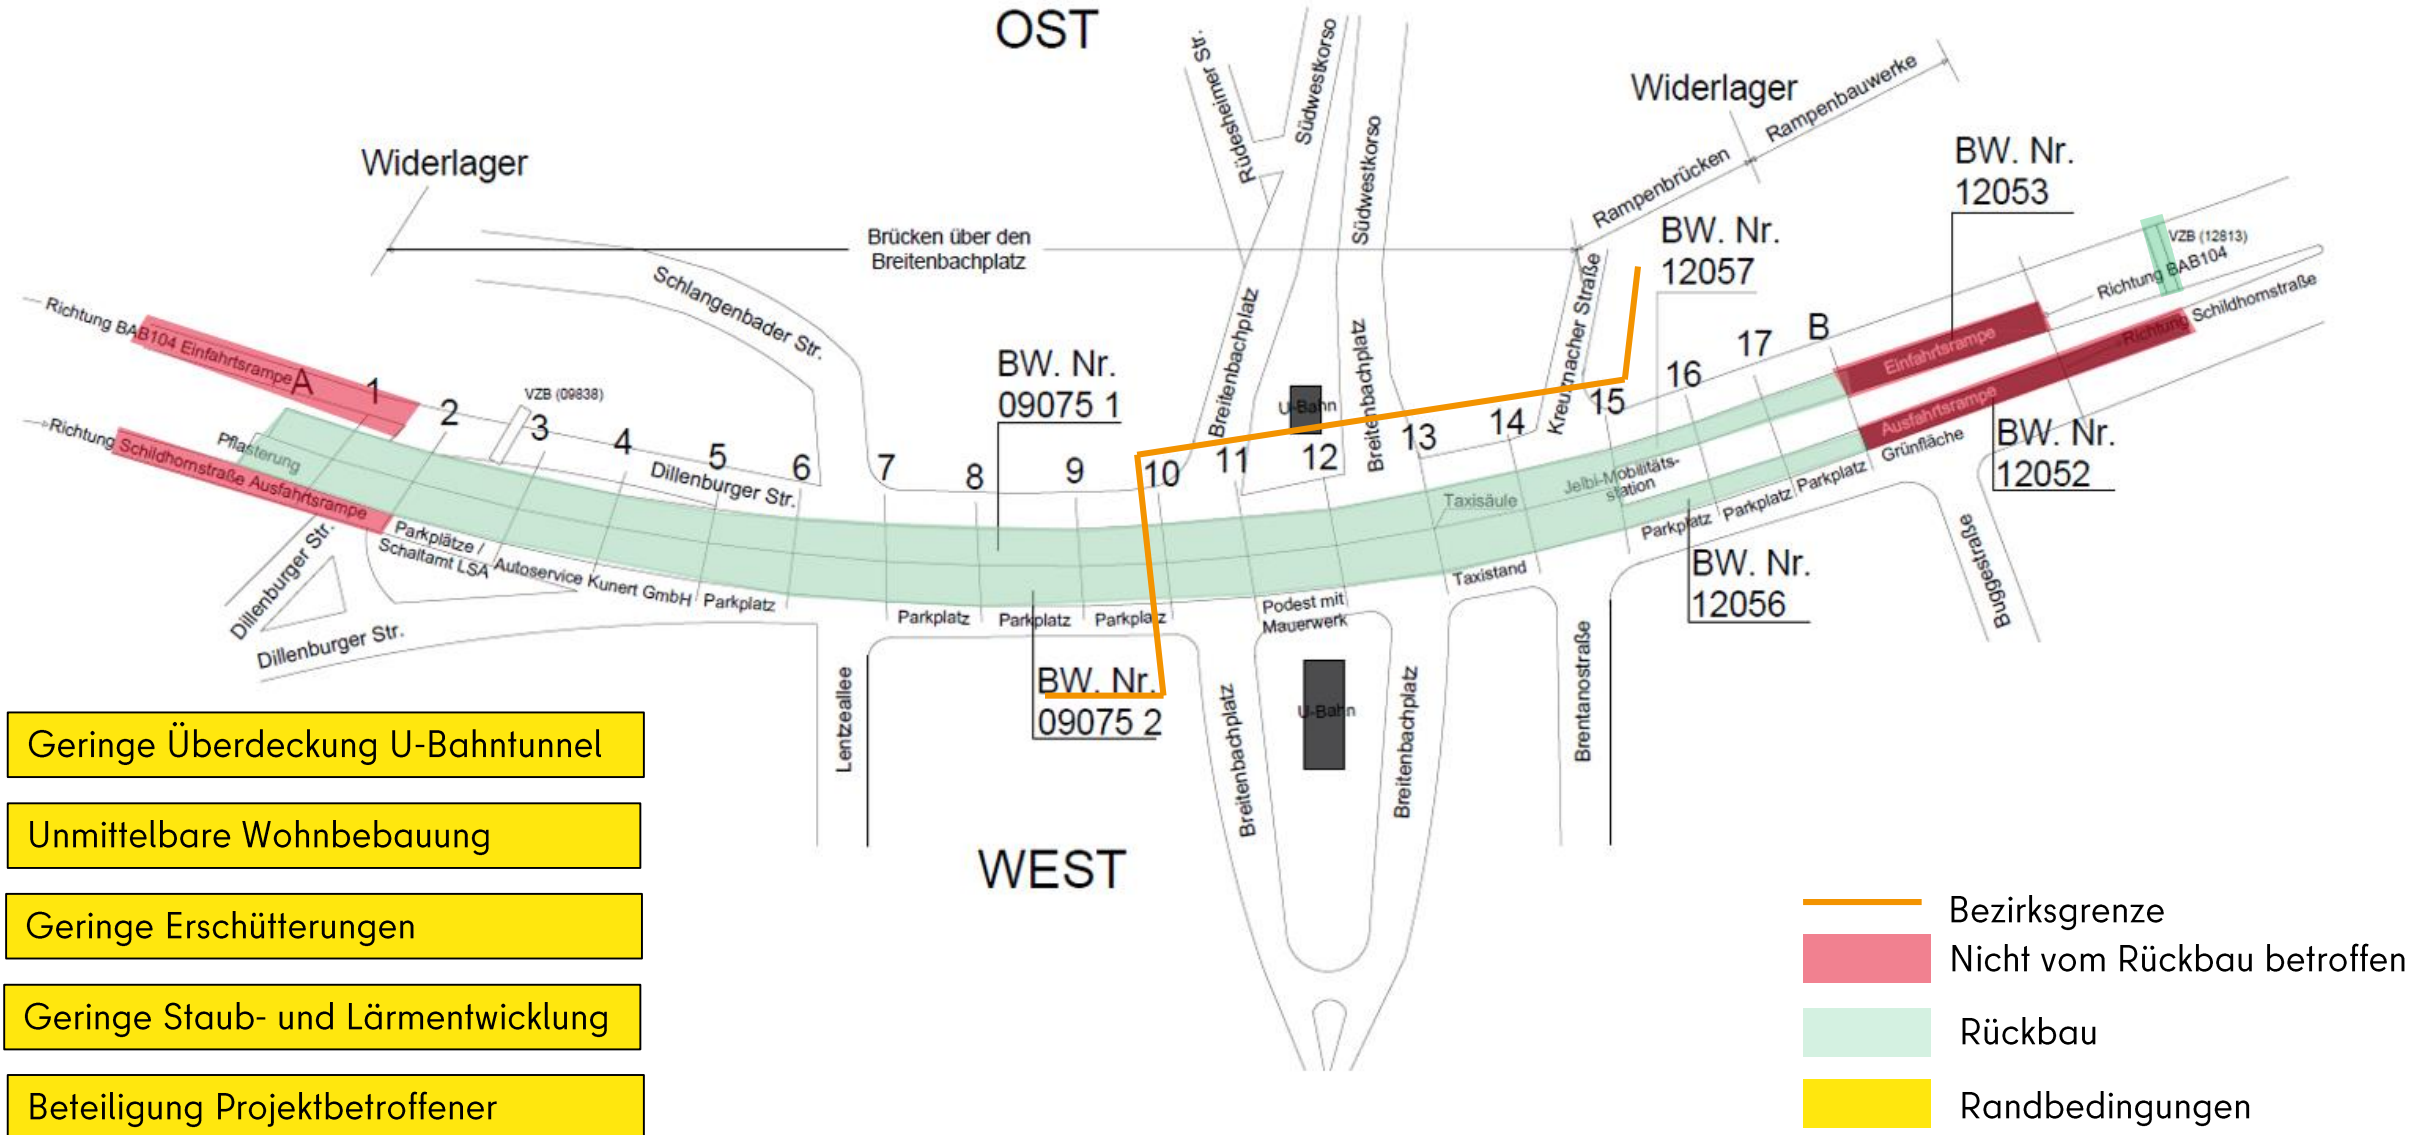 OST
Rüdesheimer Str.
Südwestkorso
Südwestkorso
Widerlager
Rampenbauwerke
Rampenbrücken
BW. Nr.
12053
Widerlager
Brücken über den
Breitenbachplatz
BW. Nr.
12057
VZB (12813)
Richtung BAB104
Richtung Schildhornstraße
Schlangenbader Str.
Kreuznacher Straße
Richtung BAB104 Einfahrtsrampe
A
1
2
VZB (09838)
3
4
5
6
7
8
9
10
11
12
13
14
15
16
17
B
BW. Nr.
09075 1
Breitenbachplatz
U-Bahn
Breitenbachplatz
Einfahrtsrampe
Ausfahrtsrampe
Grünfläche
BW. Nr.
12052
Richtung Schildhornstraße Ausfahrtsrampe
Pflasterung
Dillenburger Str.
Taxisäule
Jelbi-Mobilitäts-
station
Parkplatz
Parkplatz
Parkplatz
Parkplätze /
Schaltamt LSA
Autoservice Kunert GmbH
Parkplatz
Parkplatz
Parkplatz
Parkplatz
Podest mit
Mauerwerk
Taxistand
BW. Nr.
12056
Buggestraße
Dillenburger Str.
Dillenburger Str.
Lentzeallee
BW. Nr.
09075 2
Breitenbachplatz
U-Bahn
Breitenbachplatz
Brentanostraße
WEST
Geringe Überdeckung U-Bahntunnel
Unmittelbare Wohnbebauung
Geringe Erschütterungen
Geringe Staub- und Lärmentwicklung
Beteiligung Projektbetroffener
Bezirksgrenze
Nicht vom Rückbau betroffen
Rückbau
Randbedingungen